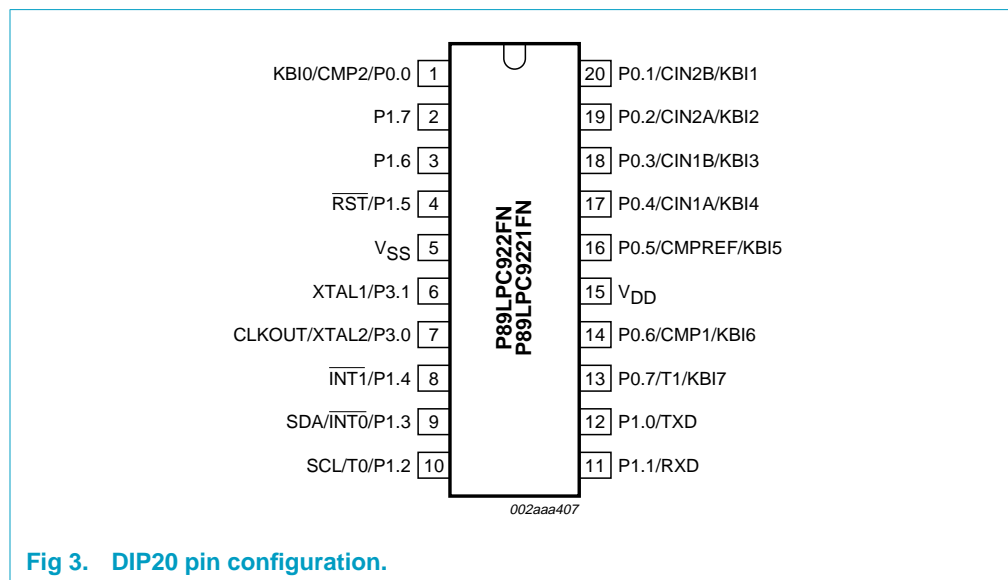 KBI0/CMP2/P0.0 1 20 P0.1/CIN2B/KBI1
P1.7 2 19 P0.2/CIN2A/KBI2
P1.6 3 18 P0.3/CIN1B/KBI3
RST/P1.5 4 17 P0.4/CIN1A/KBI4
VSS 5 16 P0.5/CMPREF/KBI5
XTAL1/P3.1 6 15 VDD
CLKOUT/XTAL2/P3.0 7 14 P0.6/CMP1/KBI6
INT1/P1.4 8 13 P0.7/T1/KBI7
SDA/INT0/P1.3 9 12 P1.0/TXD
SCL/T0/P1.2 10 11 P1.1/RXD
P89LPC922FN
P89LPC9221FN
002aaa407
Fig 3. DIP20 pin configuration.